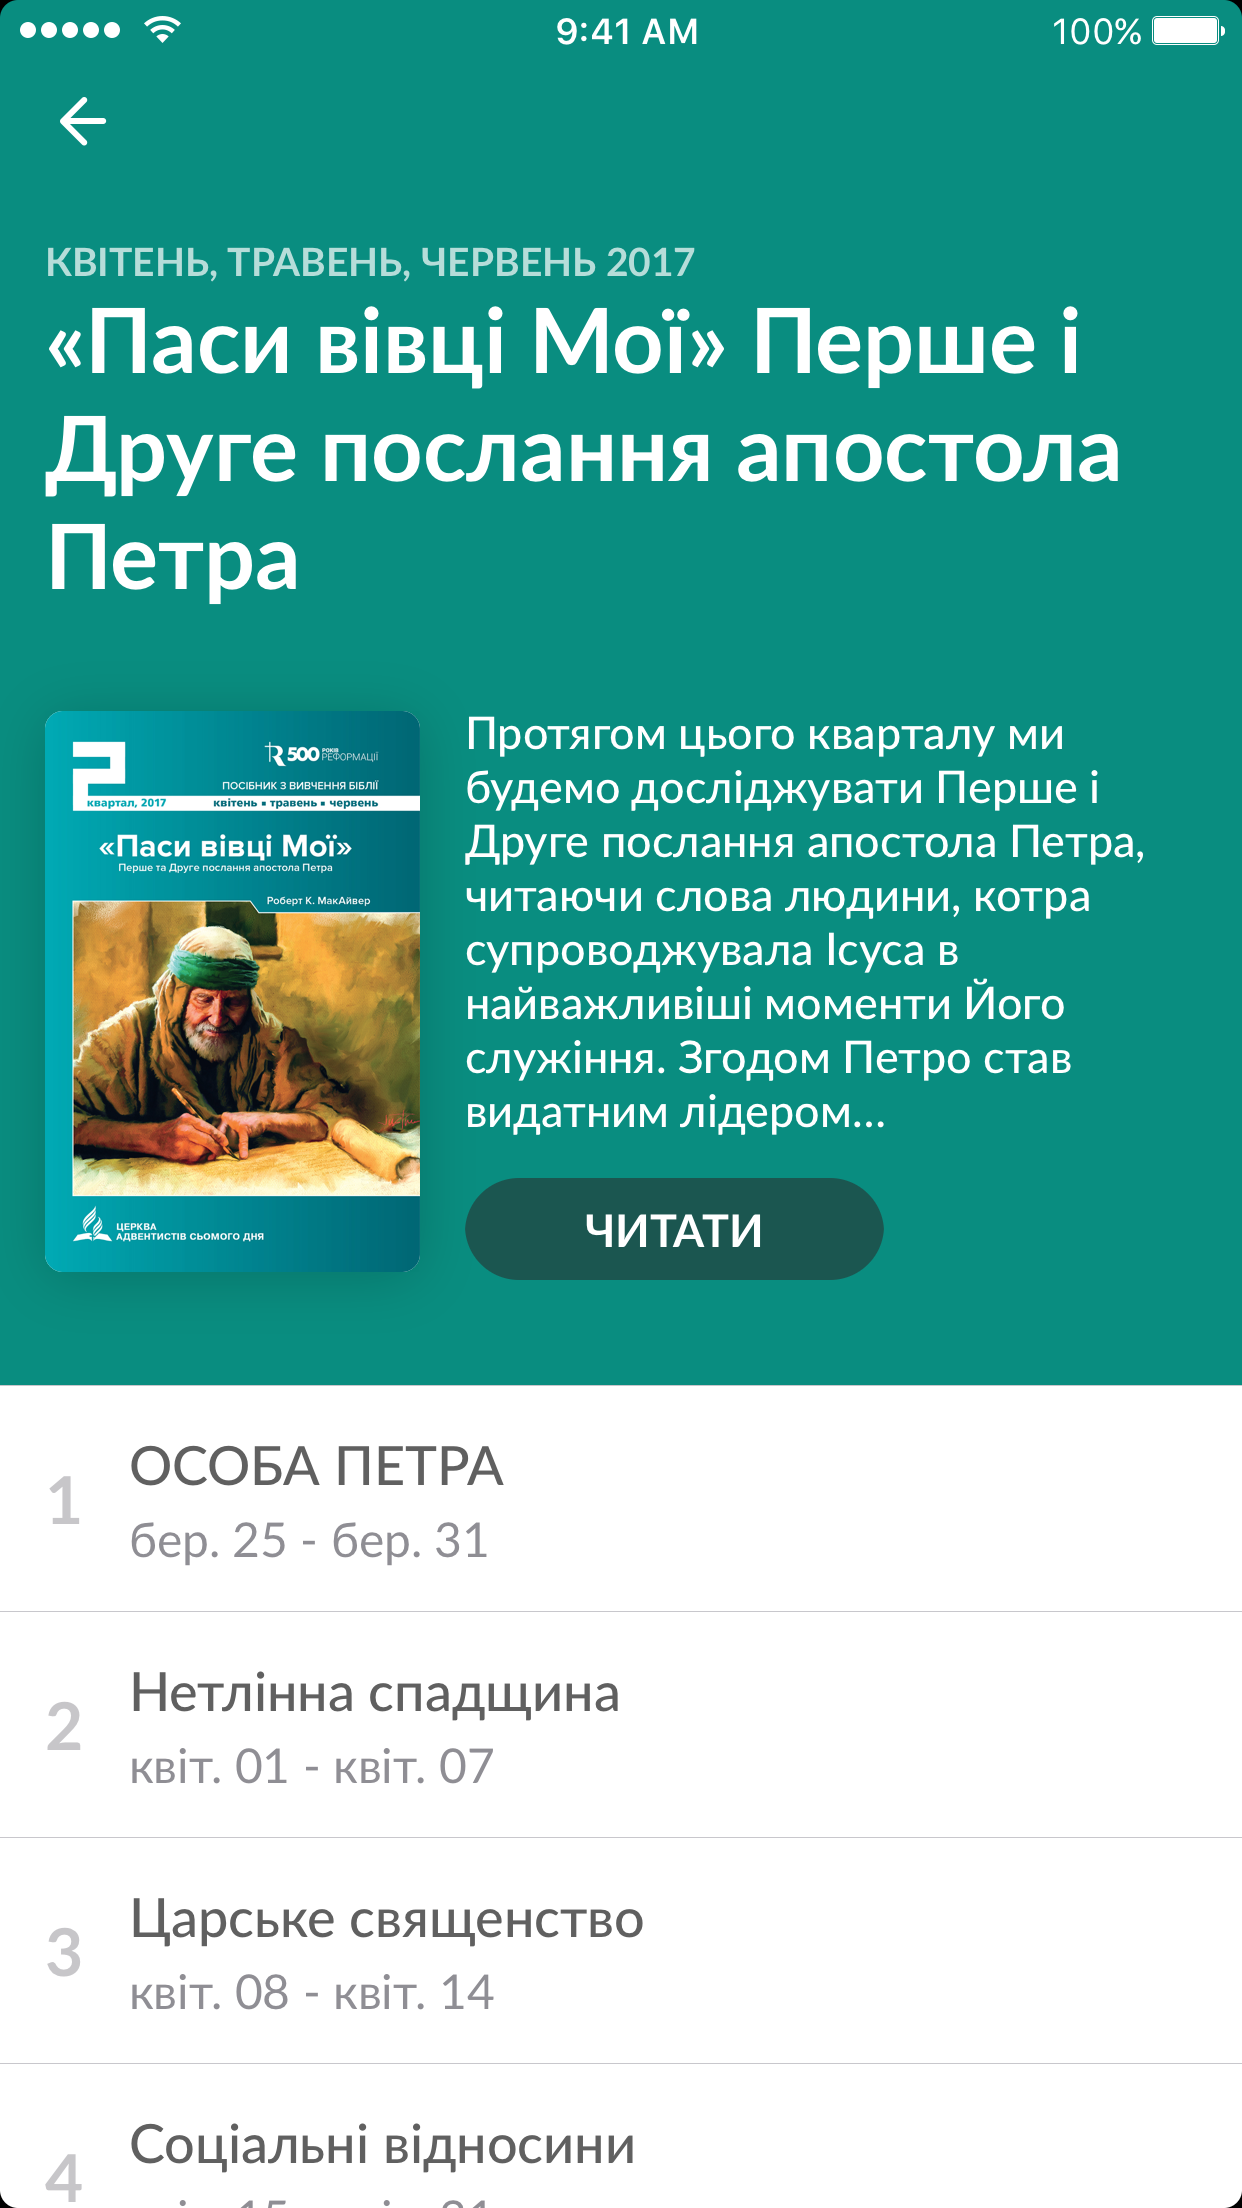 9:41 AM
100%
КВІТЕНЬ, ТРАВЕНЬ, ЧЕРВЕНЬ 2017
«Паси вівці Мої» Перше і
Друге послання апостола
Петра
2
R 500 РОКІВ РЕФОРМАЦІЇ
ПОСІБНИК З ВИВЧЕННЯ БІБЛІЇ
квартал, 2017
квітень ▪ травень ▪ червень
«Паси вівці Мої»
Перше та Друге послання апостола Петра
Роберт К. МакАйвер
ЦЕРКВА
АДВЕНТИСТІВ СЬОМОГО ДНЯ
Протягом цього кварталу ми
будемо досліджувати Перше і
Друге послання апостола Петра,
читаючи слова людини, котра
супроводжувала Ісуса в
найважливіші моменти Його
служіння. Згодом Петро став
видатним лідером...
ЧИТАТИ
1
ОСОБА ПЕТРА
бер. 25 - бер. 31
2
Нетлінна спадщина
квіт. 01 - квіт. 07
3
Царське священство
квіт. 08 - квіт. 14
4
Соціальні відносини